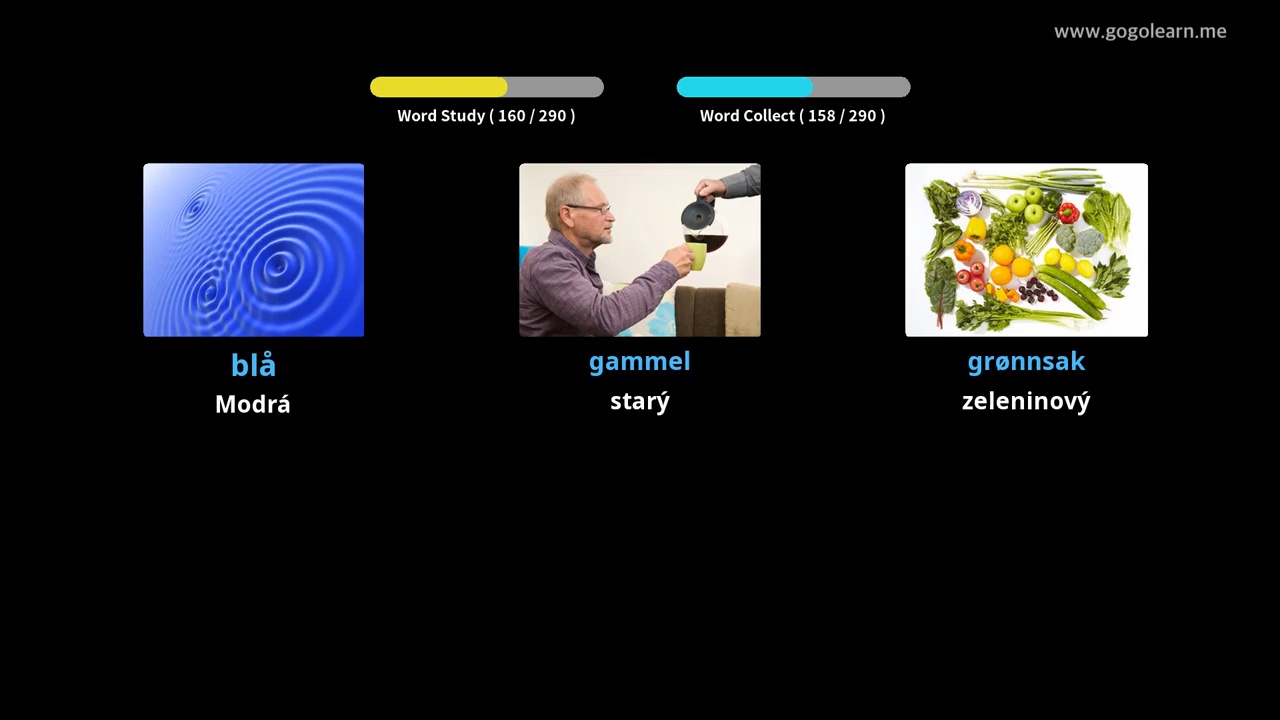 www.gogolearn.me
Word Study ( 160 / 290 )
Word Collect ( 158 / 290 )
blå
gammel
grønnsak
Modrá
starý
zeleninový